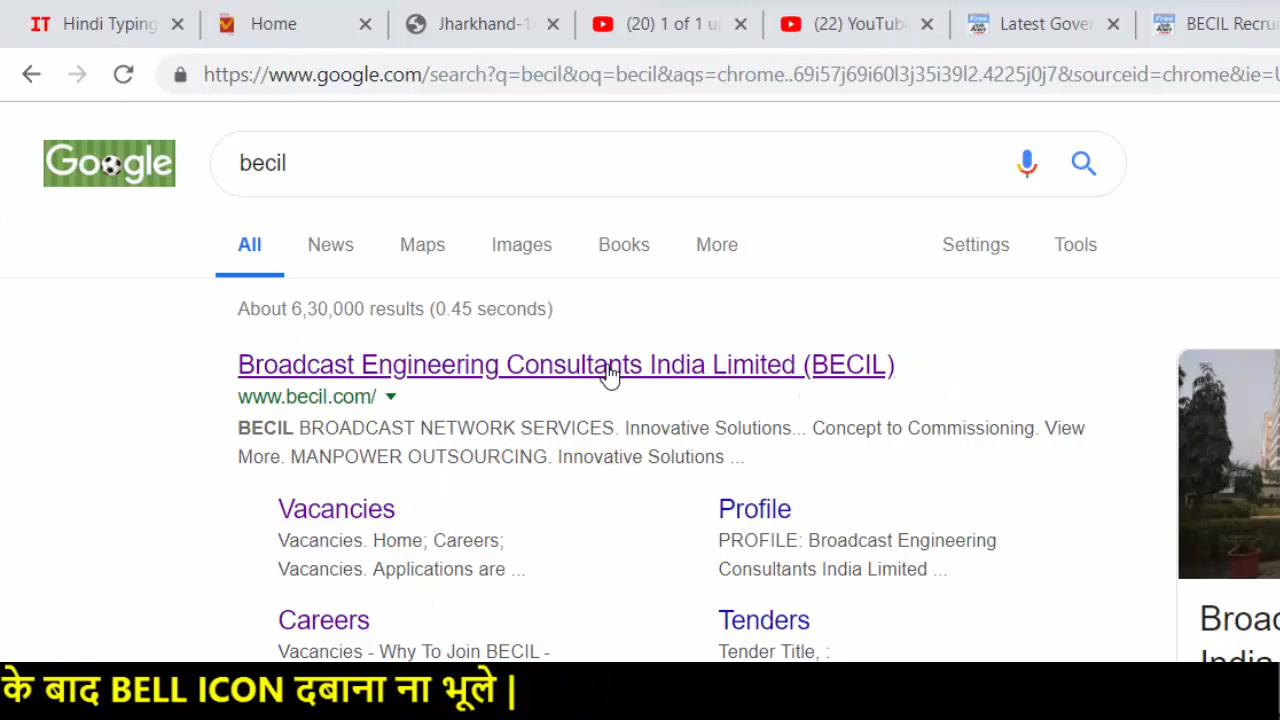 IT Hindi Typing Home Jharkhand-1 (20) 1 of 1 u (22) YouTub Latest Gover BECIL Recru
https://www.google.com/search?q=becil&oq=becil&aqs=chrome..69i57j69i60l3j35i39l2.4225j0j7&sourceid=chrome&ie=U
Google becil
All News Maps Images Books More Settings Tools
About 6,30,000 results (0.45 seconds)
Broadcast Engineering Consultants India Limited (BECIL)
www.becil.com/
BECIL BROADCAST NETWORK SERVICES. Innovative Solutions... Concept to Commissioning. View
More. MANPOWER OUTSOURCING. Innovative Solutions ...
Vacancies Profile
Vacancies. Home; Careers; PROFILE: Broadcast Engineering
Vacancies. Applications are ... Consultants India Limited ...
Careers Tenders
Broad
Vacancies - Why To Join BECIL - Tender Title, :
India
के बाद BELL ICON दबाना ना भूले |